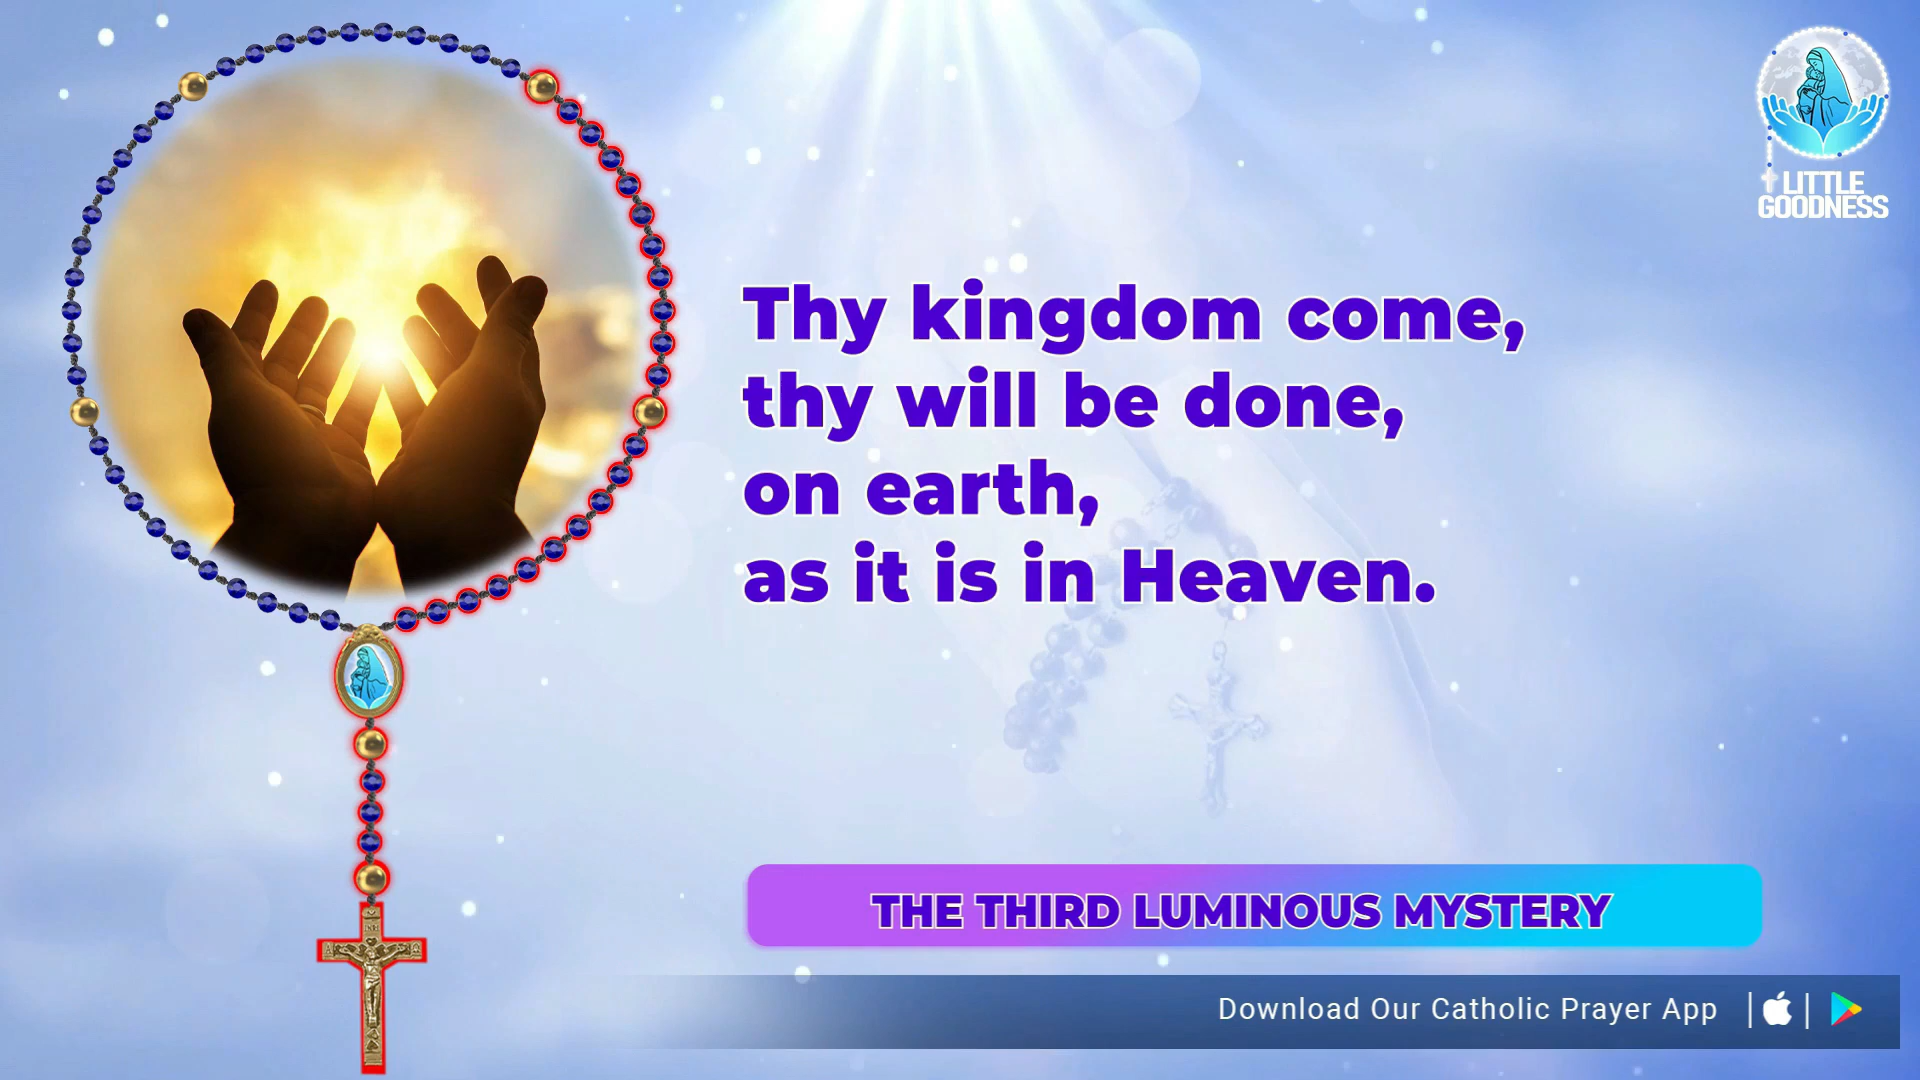 LITTLE
GOODNESS
Thy kingdom come,
thy will be done,
on earth,
as it is in Heaven.
INRI
THE THIRD LUMINOUS MYSTERY
Download Our Catholic Prayer App